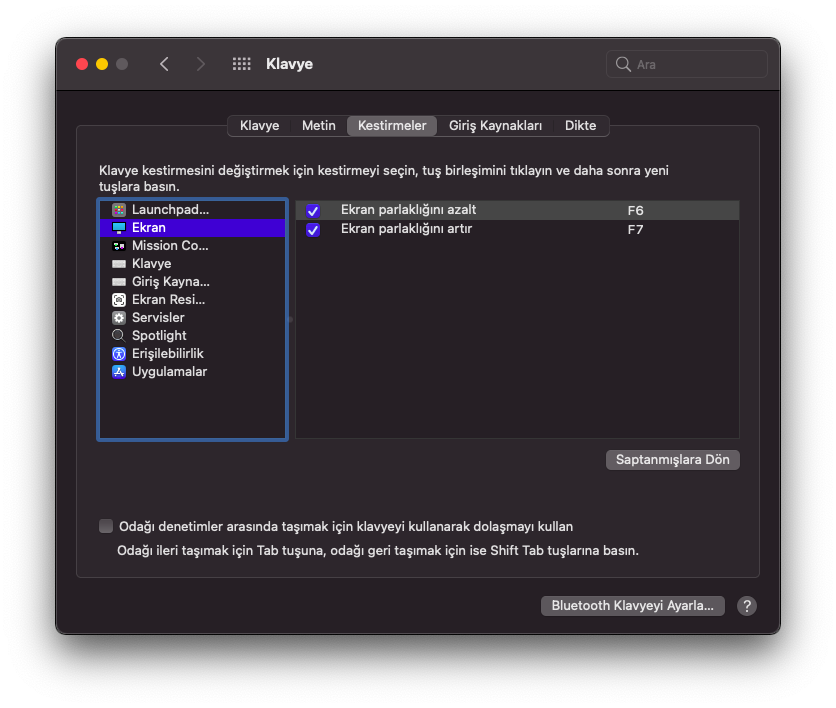 Klavye
Ara
Klavye Metin Kestirmeler Giriş Kaynakları Dikte
Klavye kestirmesini değiştirmek için kestirmeyi seçin, tuş birleşimini tıklayın ve daha sonra yeni
tuşlara basın.
Launchpad...
Ekran
Mission Co...
Klavye
Giriş Kayna...
Ekran Resi...
Servisler
Spotlight
Erişilebilirlik
Uygulamalar
Ekran parlaklığını azalt F6
Ekran parlaklığını artır F7
Saptanmışlara Dön
Odağı denetimler arasında taşımak için klavyeyi kullanarak dolaşmayı kullan
Odağı ileri taşımak için Tab tuşuna, odağı geri taşımak için ise Shift Tab tuşlarına basın.
Bluetooth Klavyeyi Ayarla... ?